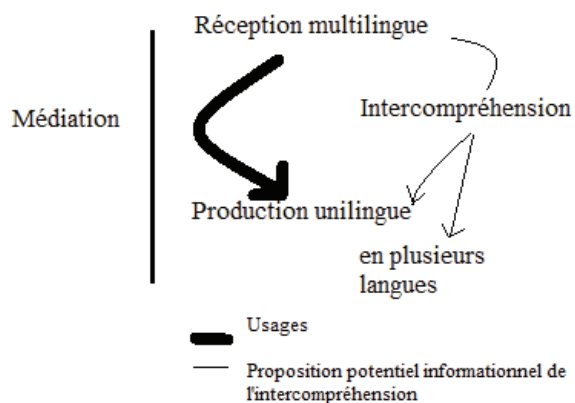 Réception multilingue
Médiation
Intercompréhension
Production unilingue
en plusieurs
langues
Usages
Proposition potentiel informationnel de
l'intercompréhension